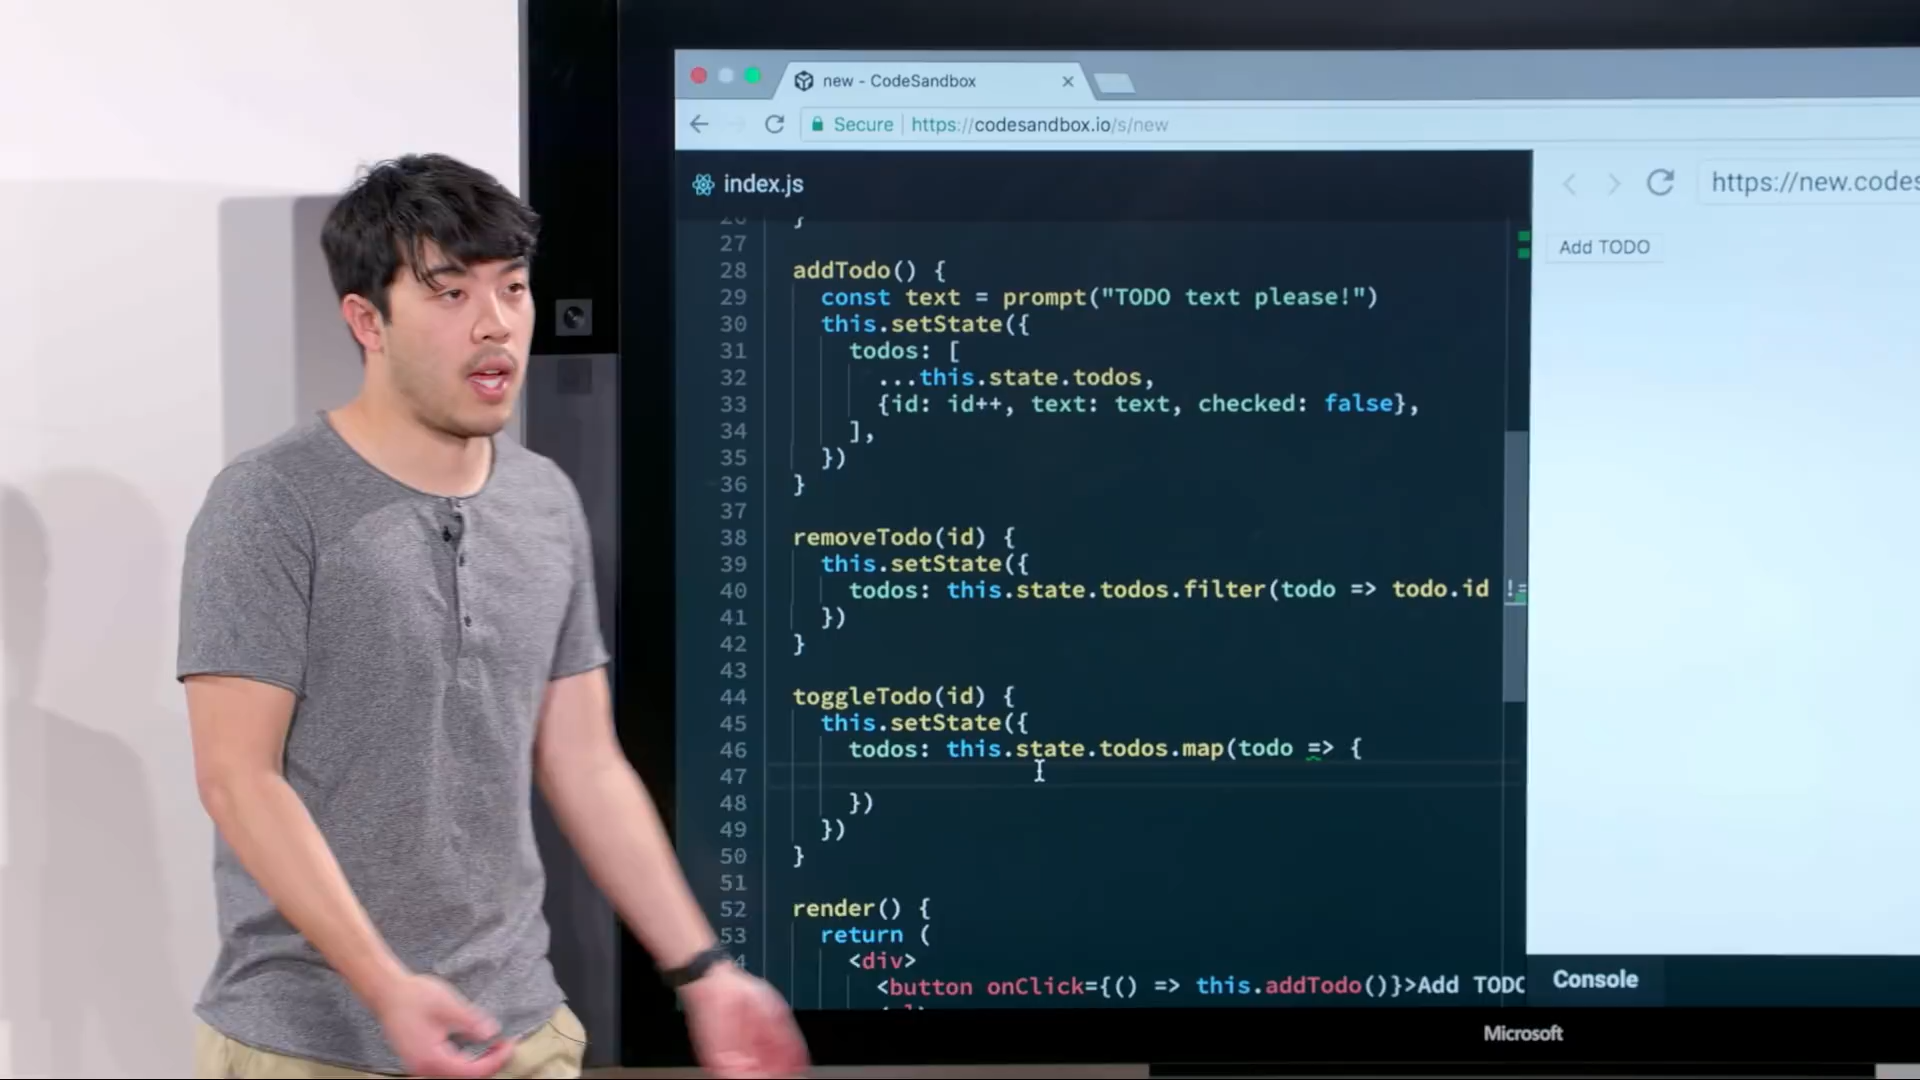 new - CodeSandbox
Secure https://codesandbox.io/s/new
index.js
https://new.codes
Add TODO
26 }
27
28 addTodo() {
29 const text = prompt("TODO text please!")
30 this.setState({
31 todos: [
32 ...this.state.todos,
33 {id: id++, text: text, checked: false},
34 ],
35 })
36 }
37
38 removeTodo(id) {
39 this.setState({
40 todos: this.state.todos.filter(todo => todo.id !=
41 })
42 }
43
44 toggleTodo(id) {
45 this.setState({
46 todos: this.state.todos.map(todo => {
47
48 })
49 })
50 }
51
52 render() {
53 return (
<div>
<button onClick={() => this.addTodo()}>Add TODO
Console
Microsoft